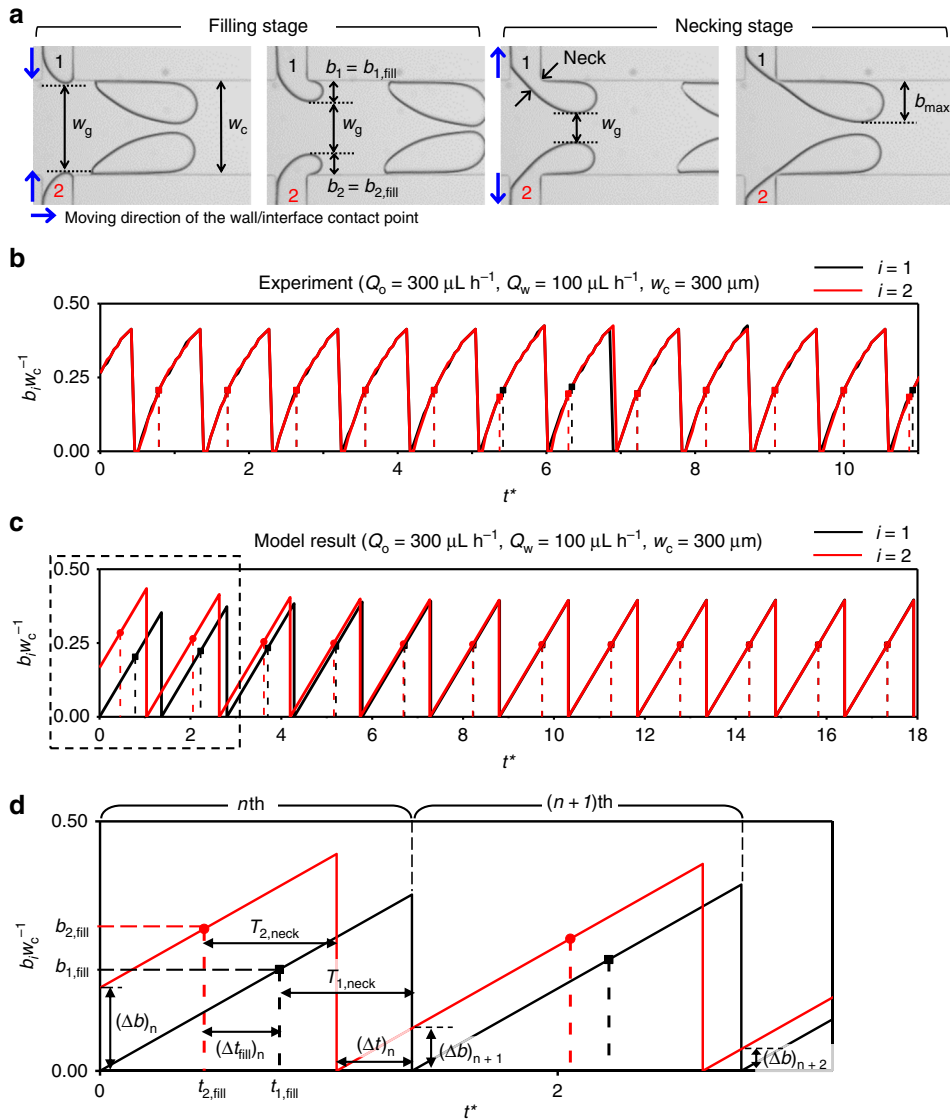 a
Filling stage
Necking stage
1
2
w_g
w_c
1
2
b_1 = b_1,fill
w_g
b_2 = b_2,fill
1
2
Neck
w_g
1
2
b_max
Moving direction of the wall/interface contact point
b
Experiment (Q_o = 300 μL h⁻¹, Q_w = 100 μL h⁻¹, w_c = 300 μm)
i = 1
i = 2
b_i w_c⁻¹
0.50
0.25
0.00
0 2 4 6 8 10
t*
c
Model result (Q_o = 300 μL h⁻¹, Q_w = 100 μL h⁻¹, w_c = 300 μm)
i = 1
i = 2
b_i w_c⁻¹
0.50
0.25
0.00
0 2 4 6 8 10 12 14 16 18
t*
d
nth
(n + 1)th
b_i w_c⁻¹
0.50
b_2,fill
b_1,fill
0.00
T_2,neck
T_1,neck
(Δb)_n
(Δt_fill)_n
(Δt)_n
(Δb)_n + 1
(Δb)_n + 2
t_2,fill
t_1,fill
2
t*